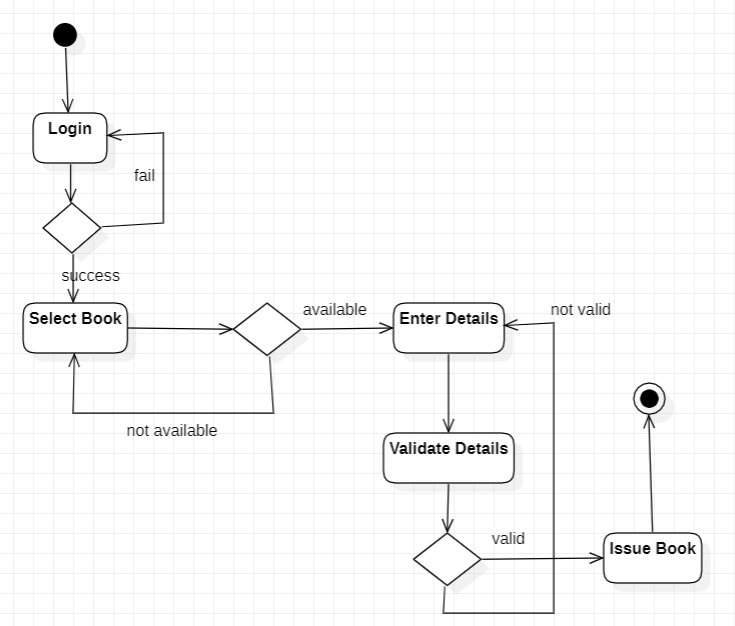 Login
fail
success
Select Book
available
Enter Details
not valid
not available
Validate Details
valid
Issue Book